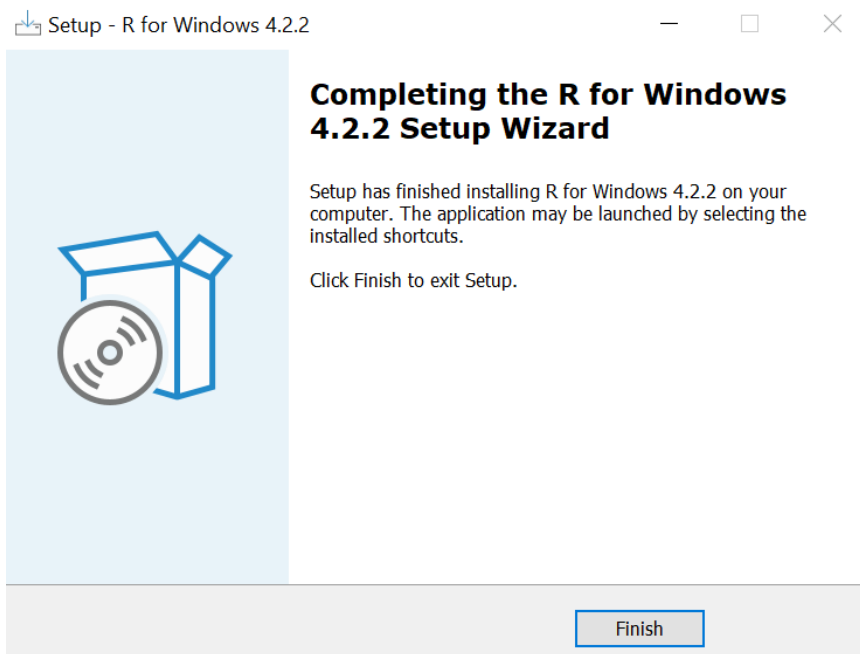 Setup - R for Windows 4.2.2
Completing the R for Windows
4.2.2 Setup Wizard
Setup has finished installing R for Windows 4.2.2 on your
computer. The application may be launched by selecting the
installed shortcuts.
Click Finish to exit Setup.
Finish